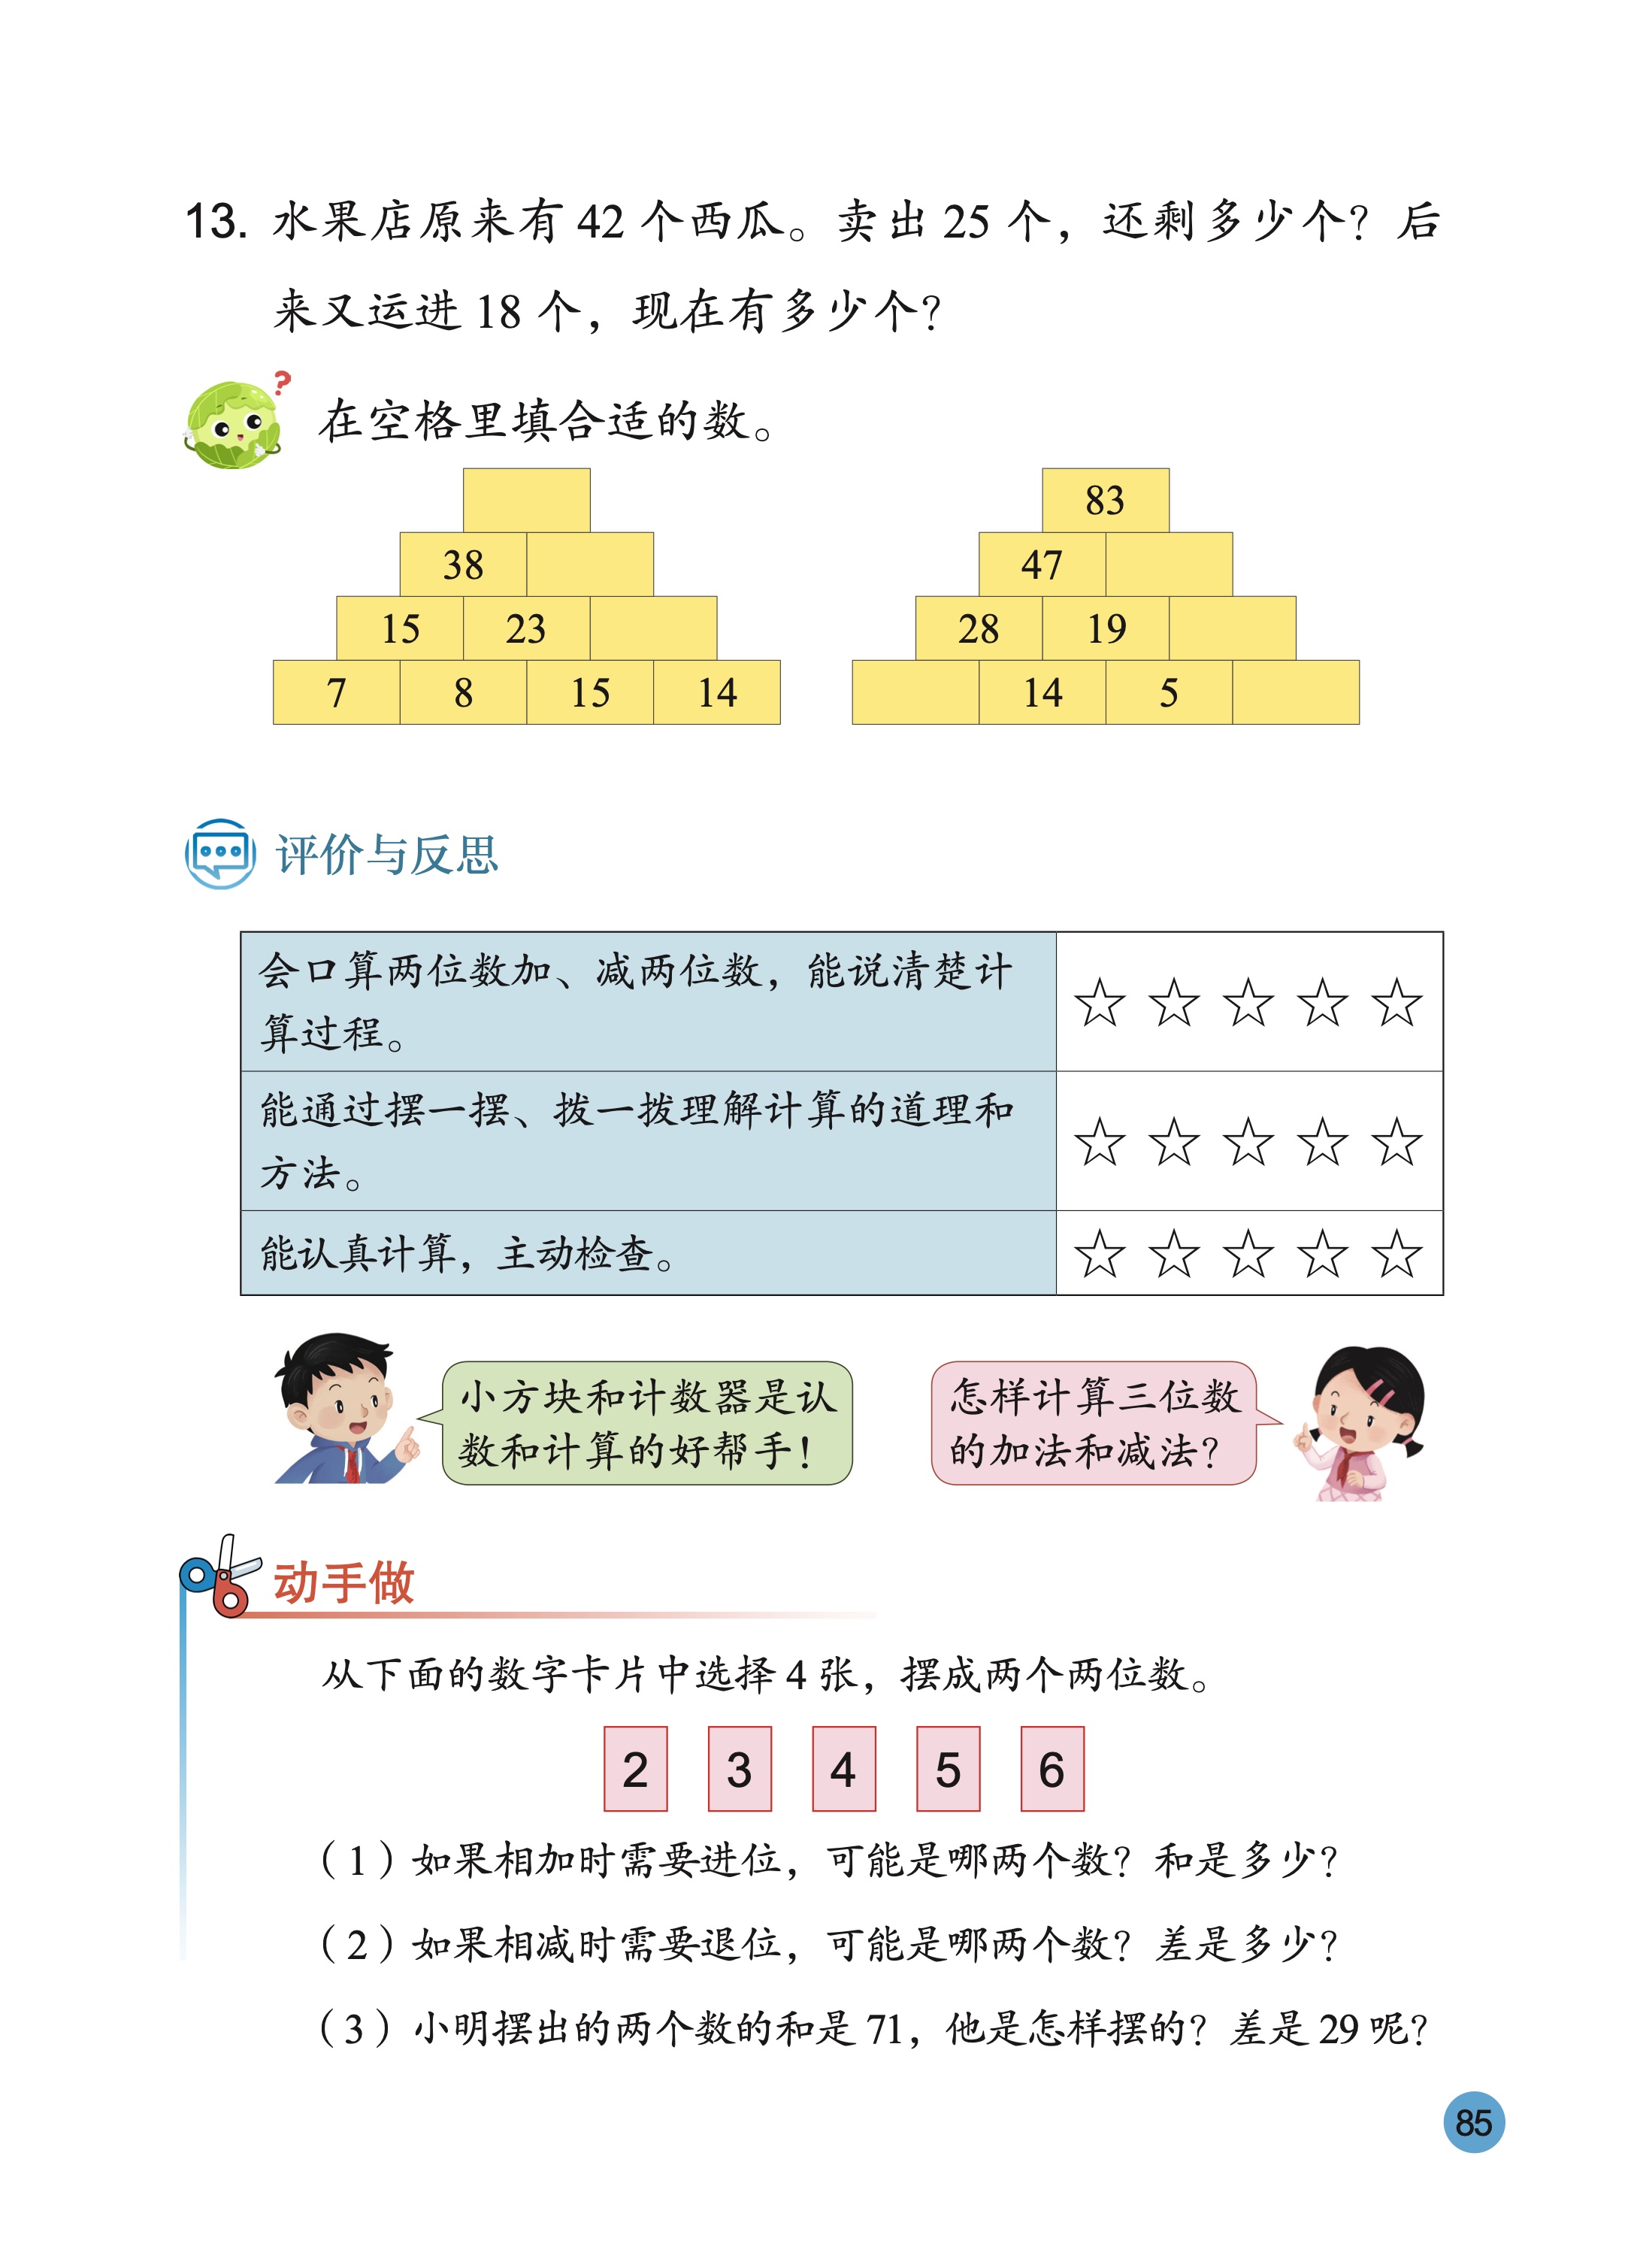 13. 水果店原来有 42 个西瓜。卖出 25 个，还剩多少个？后
来又运进 18 个，现在有多少个？
?
在空格里填合适的数。
83
38
47
15 23
28 19
7 8 15 14
14 5
评价与反思
会口算两位数加、减两位数，能说清楚计
算过程。
☆ ☆ ☆ ☆ ☆
能通过摆一摆、拨一拨理解计算的道理和
方法。
☆ ☆ ☆ ☆ ☆
能认真计算，主动检查。
☆ ☆ ☆ ☆ ☆
小方块和计数器是认
数和计算的好帮手！
怎样计算三位数
的加法和减法？
动手做
从下面的数字卡片中选择 4 张，摆成两个两位数。
2 3 4 5 6
（1）如果相加时需要进位，可能是哪两个数？和是多少？
（2）如果相减时需要退位，可能是哪两个数？差是多少？
（3）小明摆出的两个数的和是 71，他是怎样摆的？差是 29 呢？
85